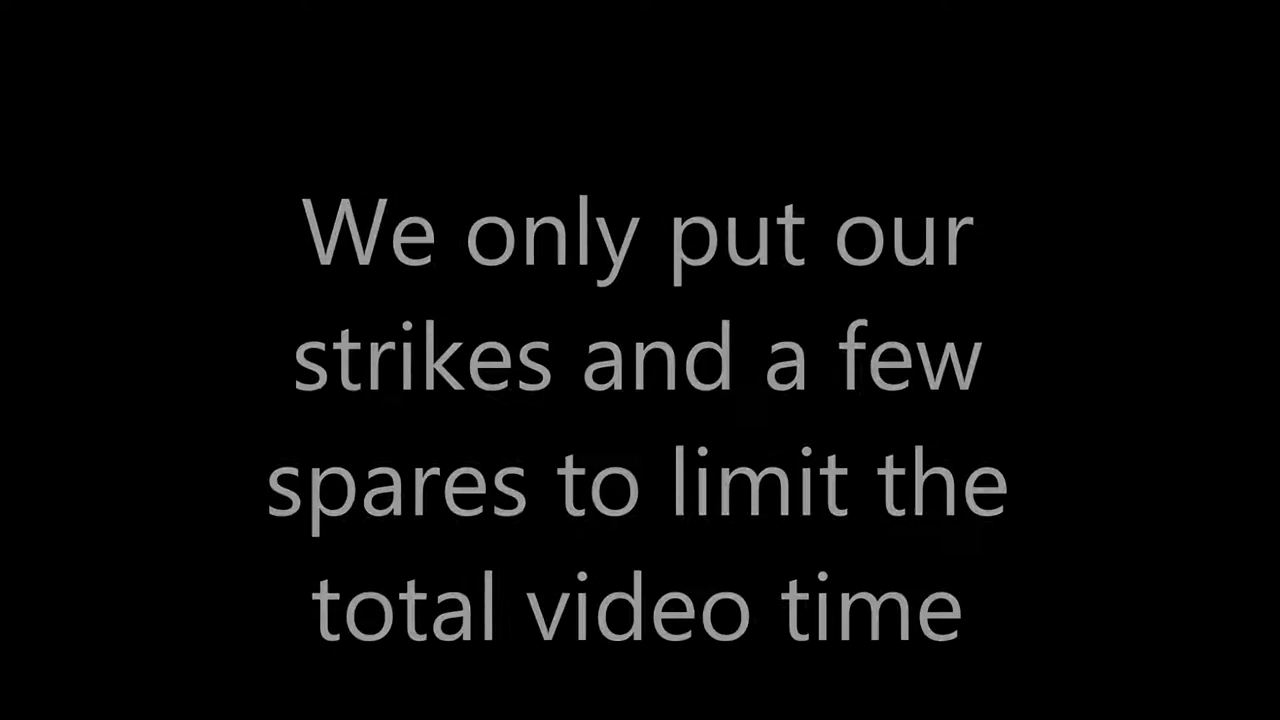 We only put our
strikes and a few
spares to limit the
total video time